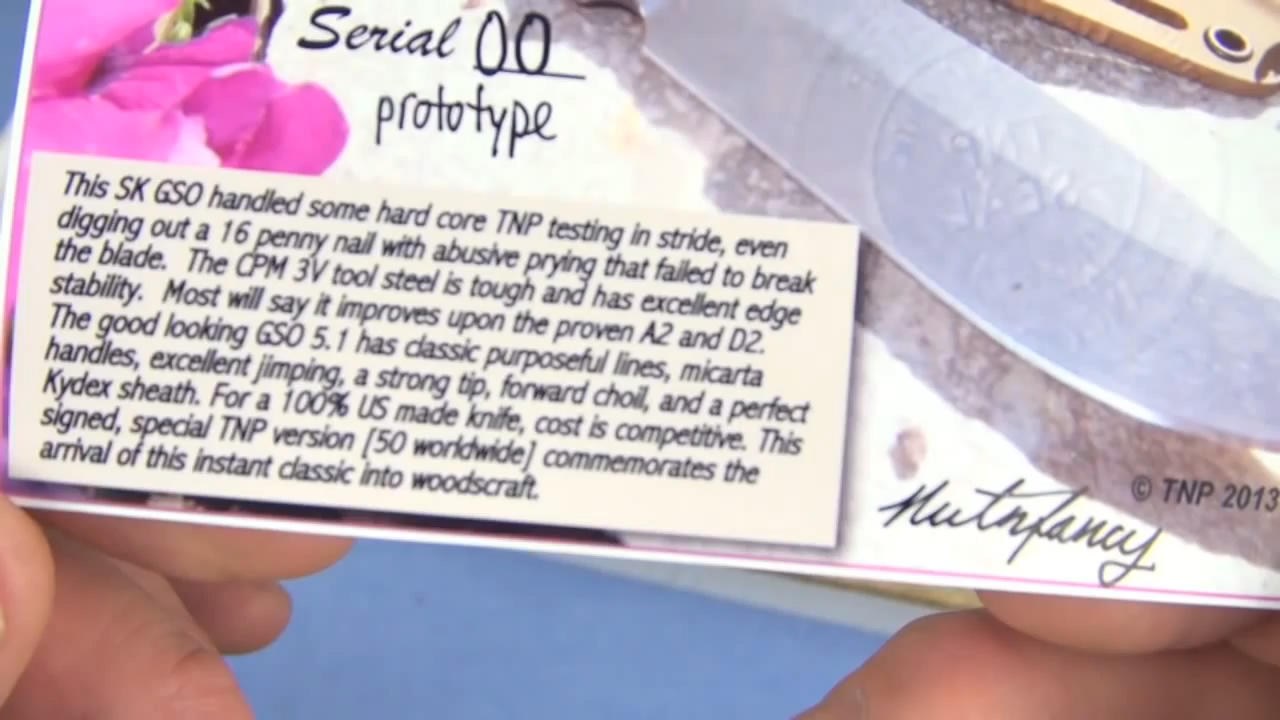 Serial 00
prototype
This SK GSO handled some hard core TNP testing in stride, even
digging out a 16 penny nail with abusive prying that failed to break
the blade. The CPM 3V tool steel is tough and has excellent edge
stability. Most will say it improves upon the proven A2 and D2.
The good looking GSO 5.1 has classic purposeful lines, micarta
handles, excellent jimping, a strong tip, forward choil, and a perfect
Kydex sheath. For a 100% US made knife, cost is competitive. This
signed, special TNP version [50 worldwide] commemorates the
arrival of this instant classic into woodscraft.
Nutnfancy
© TNP 2013